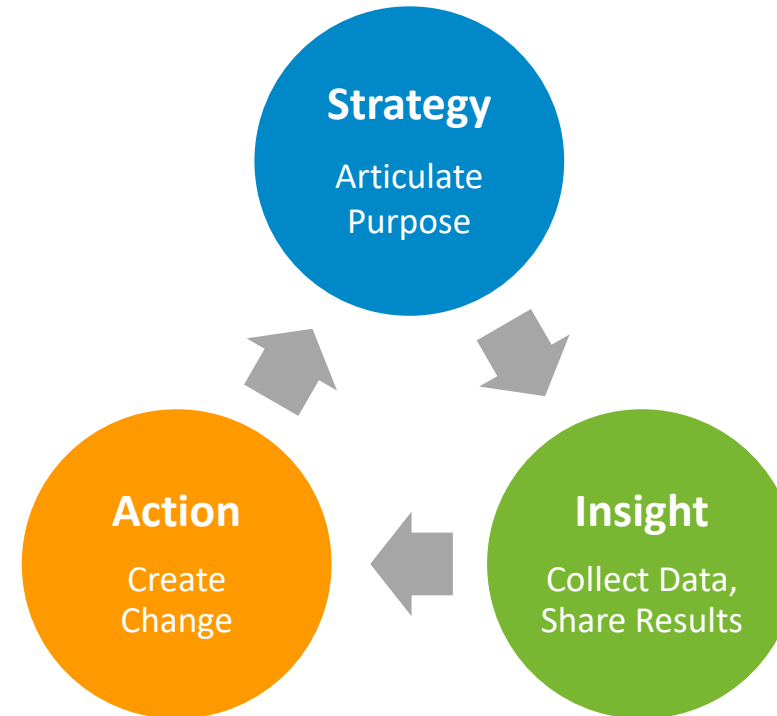 Strategy
Articulate
Purpose
Action
Create
Change
Insight
Collect Data,
Share Results